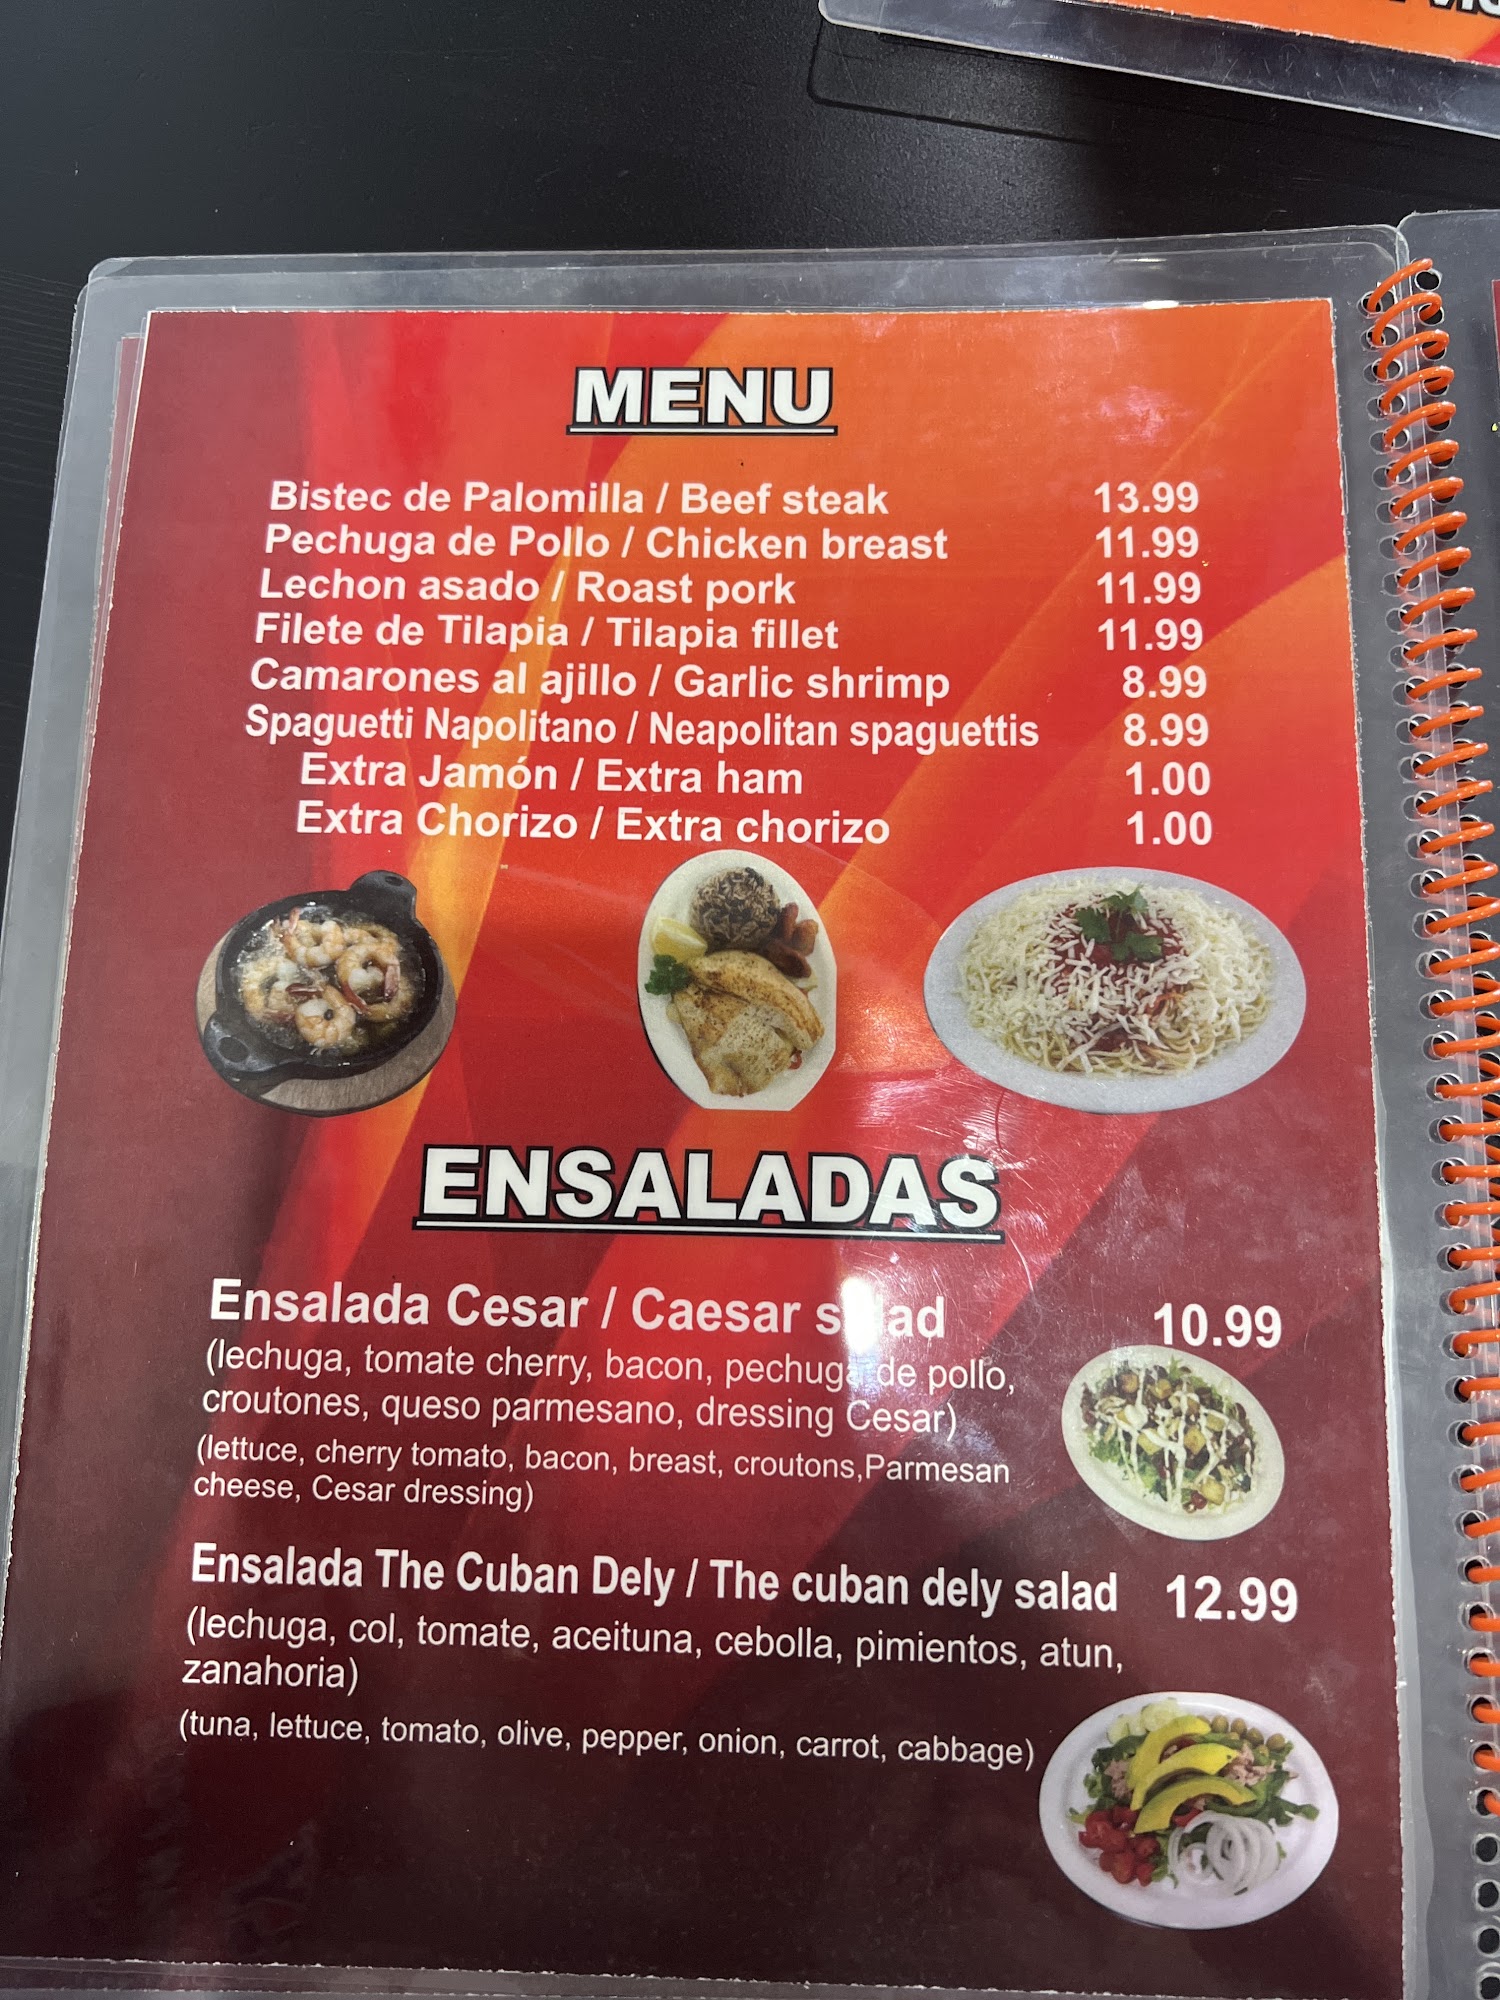 MENU
Bistec de Palomilla / Beef steak 13.99
Pechuga de Pollo / Chicken breast 11.99
Lechon asado / Roast pork 11.99
Filete de Tilapia / Tilapia fillet 11.99
Camarones al ajillo / Garlic shrimp 8.99
Spaguetti Napolitano / Neapolitan spaguettis 8.99
Extra Jamón / Extra ham 1.00
Extra Chorizo / Extra chorizo 1.00
ENSALADAS
Ensalada Cesar / Caesar salad 10.99
(lechuga, tomate cherry, bacon, pechuga de pollo,
croutones, queso parmesano, dressing Cesar)
(lettuce, cherry tomato, bacon, breast, croutons,Parmesan
cheese, Cesar dressing)
Ensalada The Cuban Dely / The cuban dely salad 12.99
(lechuga, col, tomate, aceituna, cebolla, pimientos, atun,
zanahoria)
(tuna, lettuce, tomato, olive, pepper, onion, carrot, cabbage)